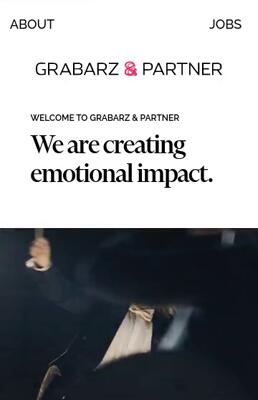 ABOUT JOBS
GRABARZ & PARTNER
WELCOME TO GRABARZ & PARTNER
We are creating
emotional impact.